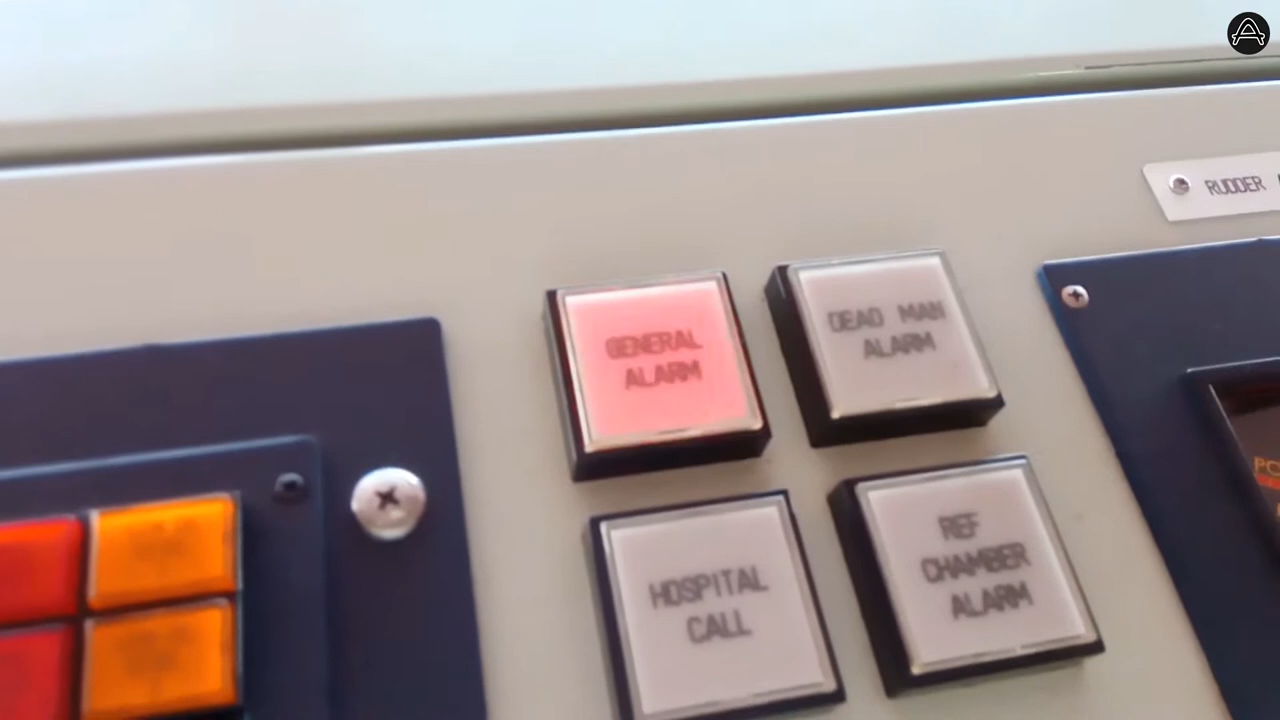 RUDDER
GENERAL
ALARM
DEAD MAN
ALARM
HOSPITAL
CALL
REF
CHAMBER
ALARM